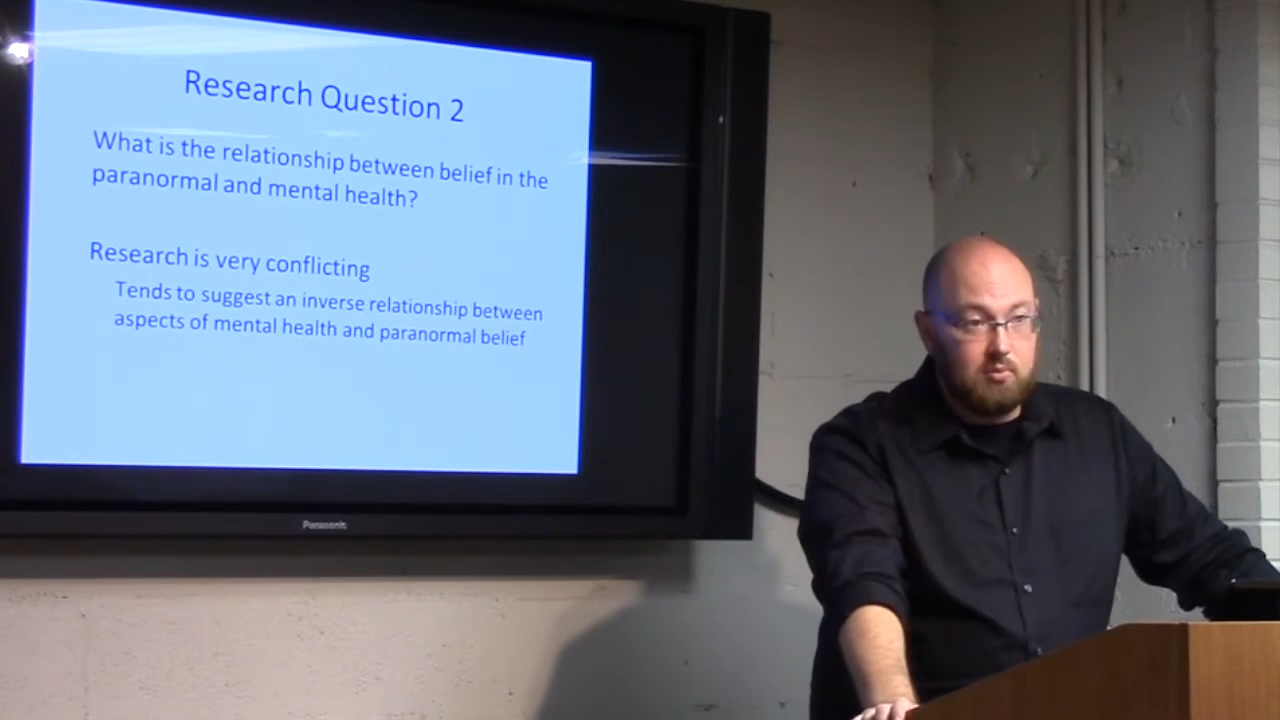 Research Question 2
What is the relationship between belief in the
paranormal and mental health?
Research is very conflicting
Tends to suggest an inverse relationship between
aspects of mental health and paranormal belief
Panasonic